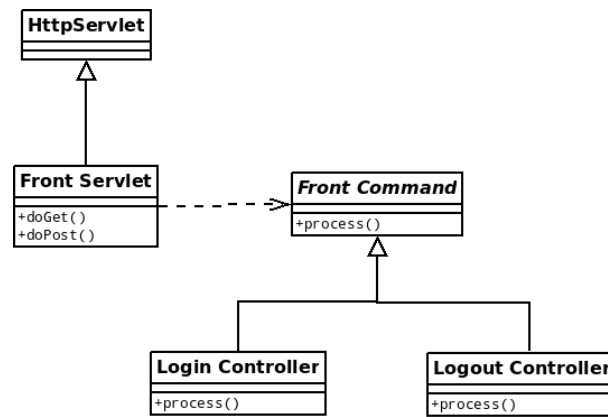 HttpServlet
Front Servlet
+doGet()
+doPost()
Front Command
+process()
Login Controller
+process()
Logout Controller
+process()